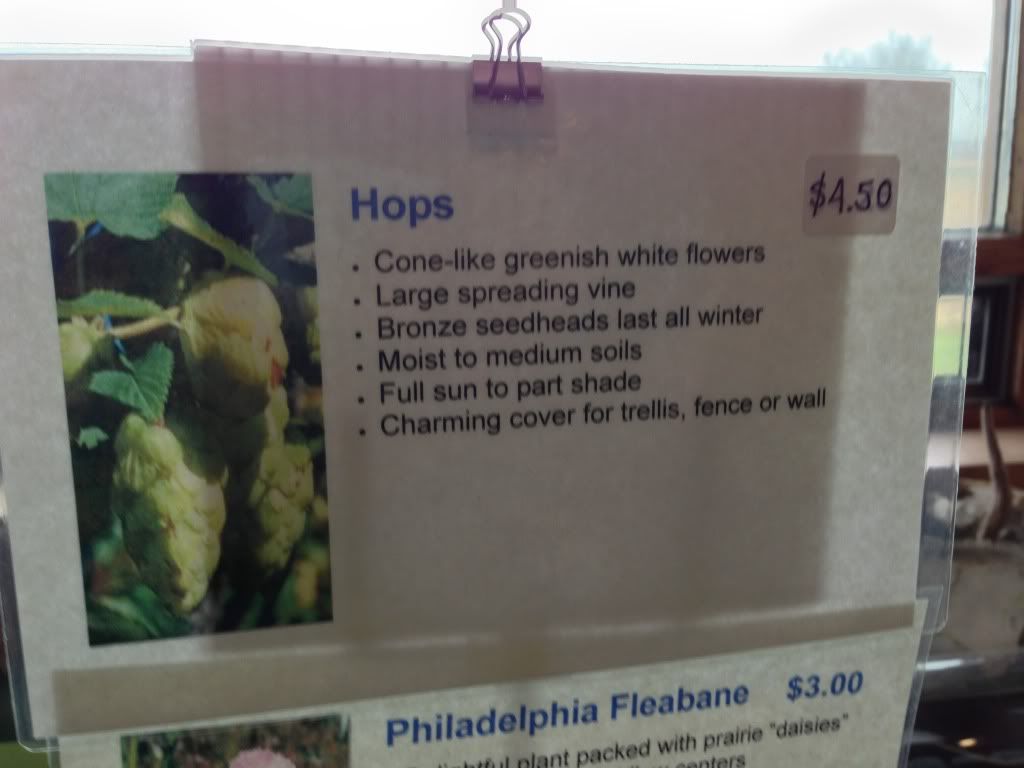 Hops
$4.50
• Cone-like greenish white flowers
• Large spreading vine
• Bronze seedheads last all winter
• Moist to medium soils
• Full sun to part shade
• Charming cover for trellis, fence or wall
Philadelphia Fleabane $3.00
plant packed with prairie "daisies"
centers